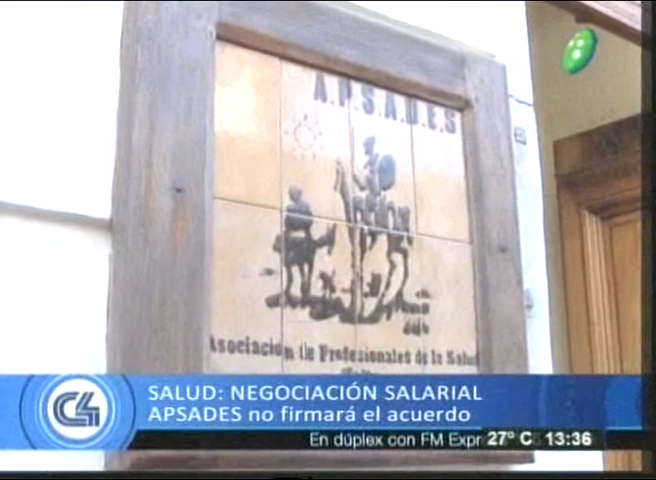 A.P.S.A.D.E.S
Asociación de Profesionales de la Salud
C4
SALUD: NEGOCIACIÓN SALARIAL
APSADES no firmará el acuerdo
En dúplex con FM Expr
27° C 13:36